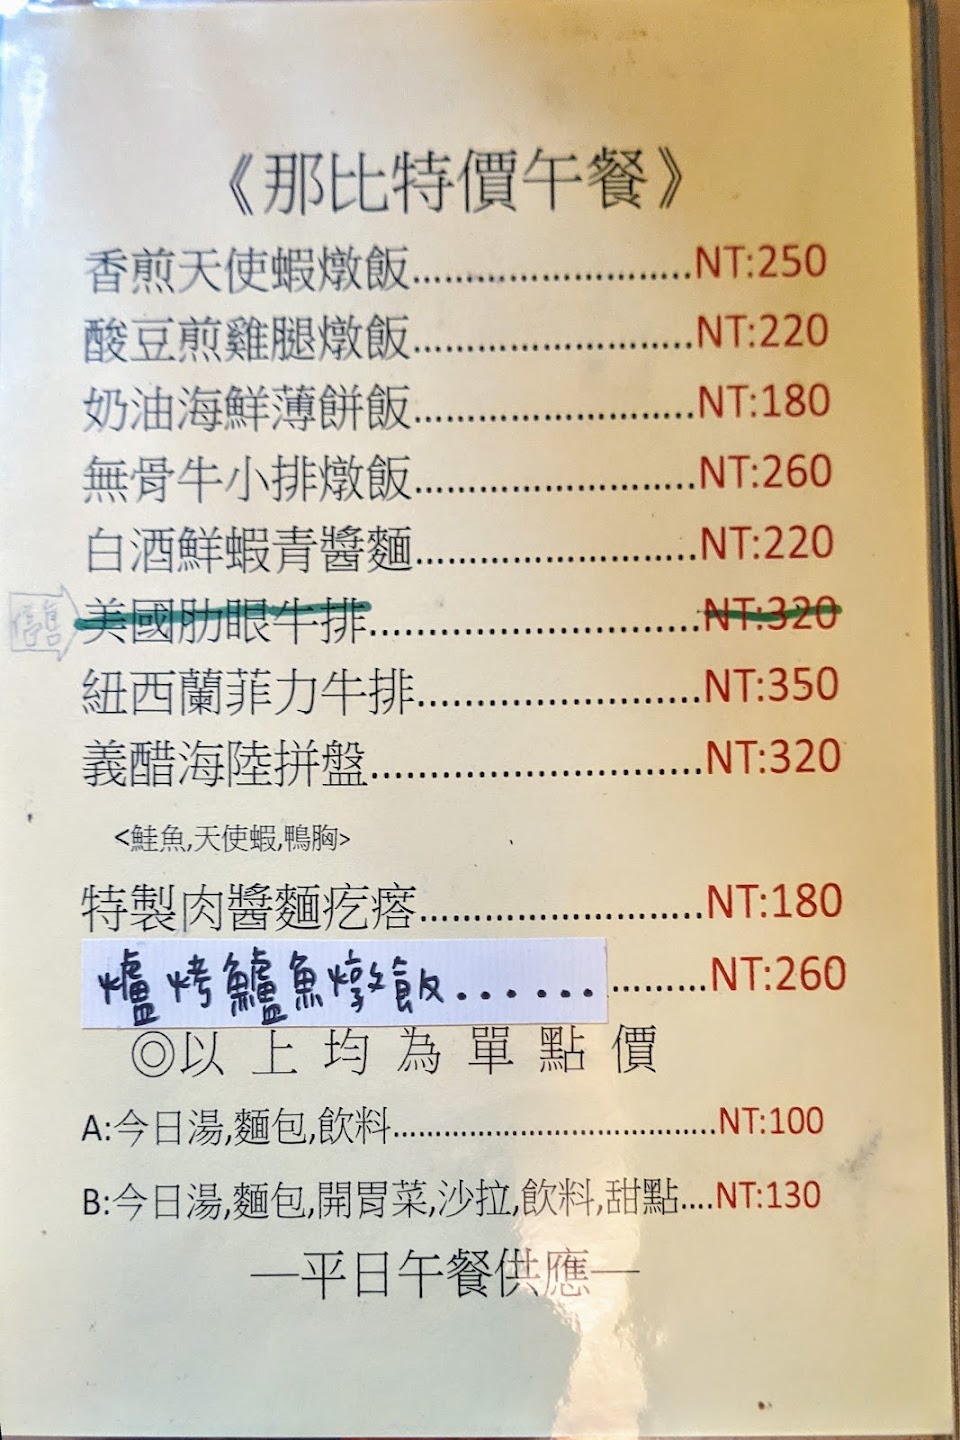 《那比特價午餐》
香煎天使蝦燉飯................................NT:250
酸豆煎雞腿燉飯................................NT:220
奶油海鮮薄餅飯................................NT:180
無骨牛小排燉飯................................NT:260
白酒鮮蝦青醬麵................................NT:220
停售
美國肋眼牛排.....................................NT:320
紐西蘭菲力牛排................................NT:350
義醋海陸拼盤.....................................NT:320
<鮭魚,天使蝦,鴨胸>
特製肉醬麵疙瘩................................NT:180
爐烤鱸魚燉飯...............NT:260
◎以上均為單點價
A:今日湯,麵包,飲料........................................NT:100
B:今日湯,麵包,開胃菜,沙拉,飲料,甜點....NT:130
—平日午餐供應—